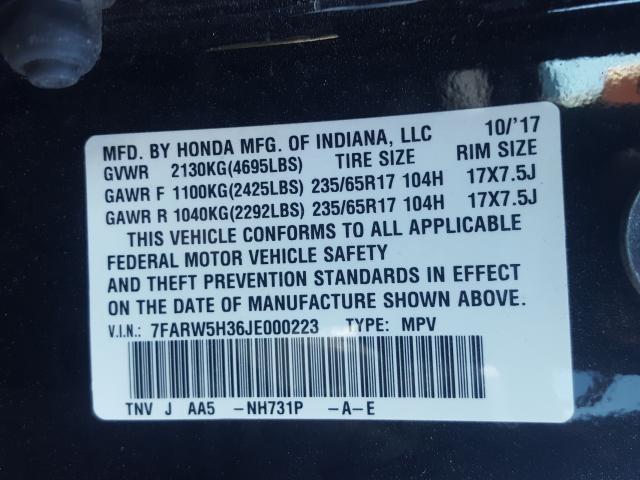 MFD. BY HONDA MFG. OF INDIANA, LLC 10/'17
GVWR 2130KG(4695LBS) TIRE SIZE RIM SIZE
GAWR F 1100KG(2425LBS) 235/65R17 104H 17X7.5J
GAWR R 1040KG(2292LBS) 235/65R17 104H 17X7.5J
THIS VEHICLE CONFORMS TO ALL APPLICABLE
FEDERAL MOTOR VEHICLE SAFETY
AND THEFT PREVENTION STANDARDS IN EFFECT
ON THE DATE OF MANUFACTURE SHOWN ABOVE.
V.I.N.: 7FARW5H36JE000223 TYPE: MPV
TNV J AA5 -NH731P -A-E